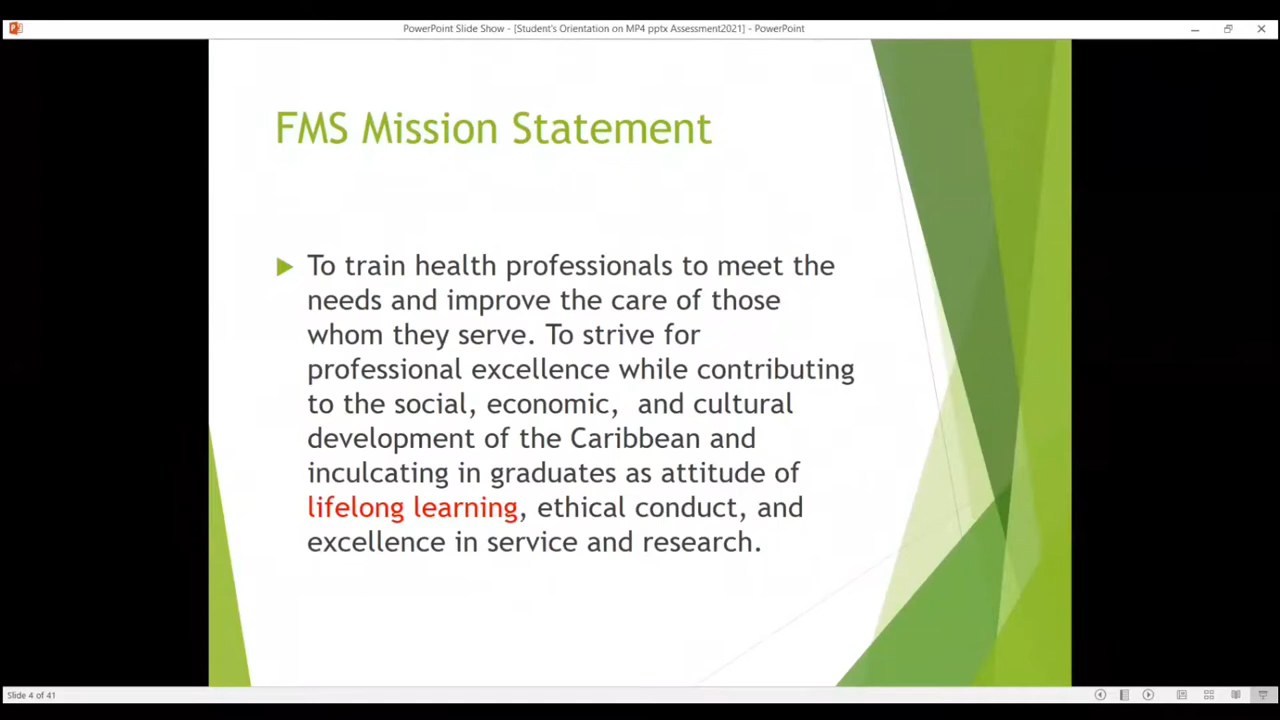 PowerPoint Slide Show - [Student's Orientation on MP4 pptx Assessment2021] - PowerPoint
FMS Mission Statement
To train health professionals to meet the
needs and improve the care of those
whom they serve. To strive for
professional excellence while contributing
to the social, economic,  and cultural
development of the Caribbean and
inculcating in graduates as attitude of
lifelong learning, ethical conduct, and
excellence in service and research.
Slide 4 of 41